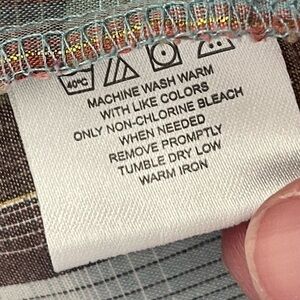 40°C
MACHINE WASH WARM
WITH LIKE COLORS
ONLY NON-CHLORINE BLEACH
WHEN NEEDED
REMOVE PROMPTLY
TUMBLE DRY LOW
WARM IRON